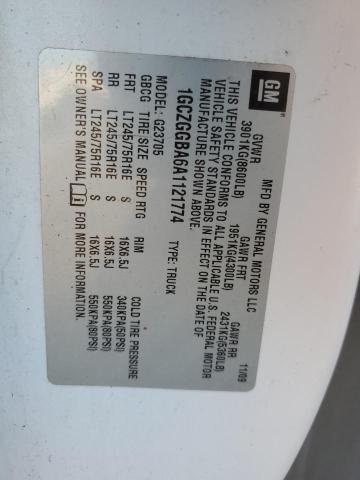 GM
MFD BY GENERAL MOTORS LLC 11/09
GVWR GAWR FRT GAWR RR
3901KG(8600LB) 1951KG(4300LB) 2431KG(5360LB)
THIS VEHICLE CONFORMS TO ALL APPLICABLE U.S. FEDERAL MOTOR
VEHICLE SAFETY STANDARDS IN EFFECT ON THE DATE OF
MANUFACTURE SHOWN ABOVE.
1GCZGGBA6A1121774 TYPE: TRUCK
MODEL: G23705
GBCG TIRE SIZE SPEED RTG RIM COLD TIRE PRESSURE
FRT LT245/75R16E S 16X6.5J 340KPA(50PSI)
RR LT245/75R16E S 16X6.5J 550KPA(80PSI)
SPA LT245/75R16E S 16X6.5J 550KPA(80PSI)
SEE OWNER'S MANUAL FOR MORE INFORMATION.